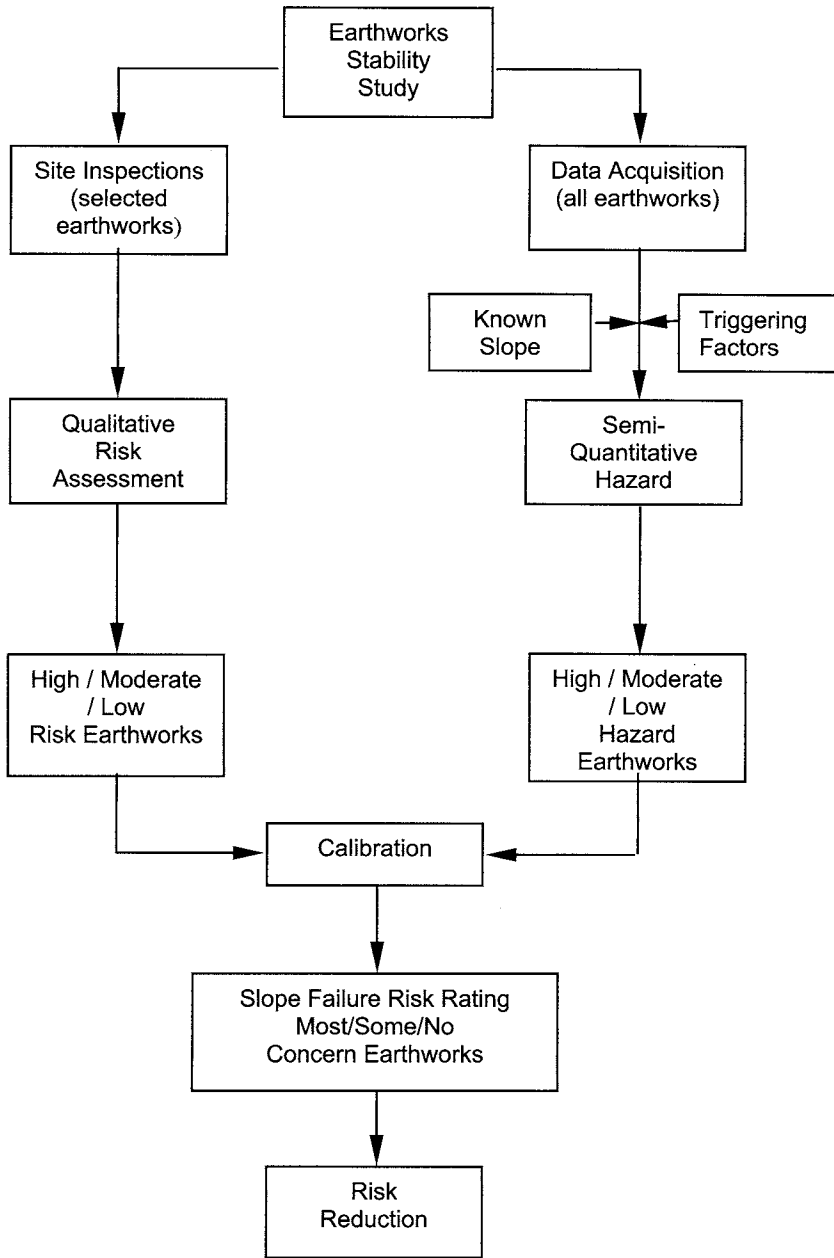 Earthworks
Stability
Study
Site Inspections
(selected
earthworks)
Data Acquisition
(all earthworks)
Known
Slope
Triggering
Factors
Qualitative
Risk
Assessment
Semi-
Quantitative
Hazard
High / Moderate
/ Low
Risk Earthworks
High / Moderate
/ Low
Hazard
Earthworks
Calibration
Slope Failure Risk Rating
Most/Some/No
Concern Earthworks
Risk
Reduction